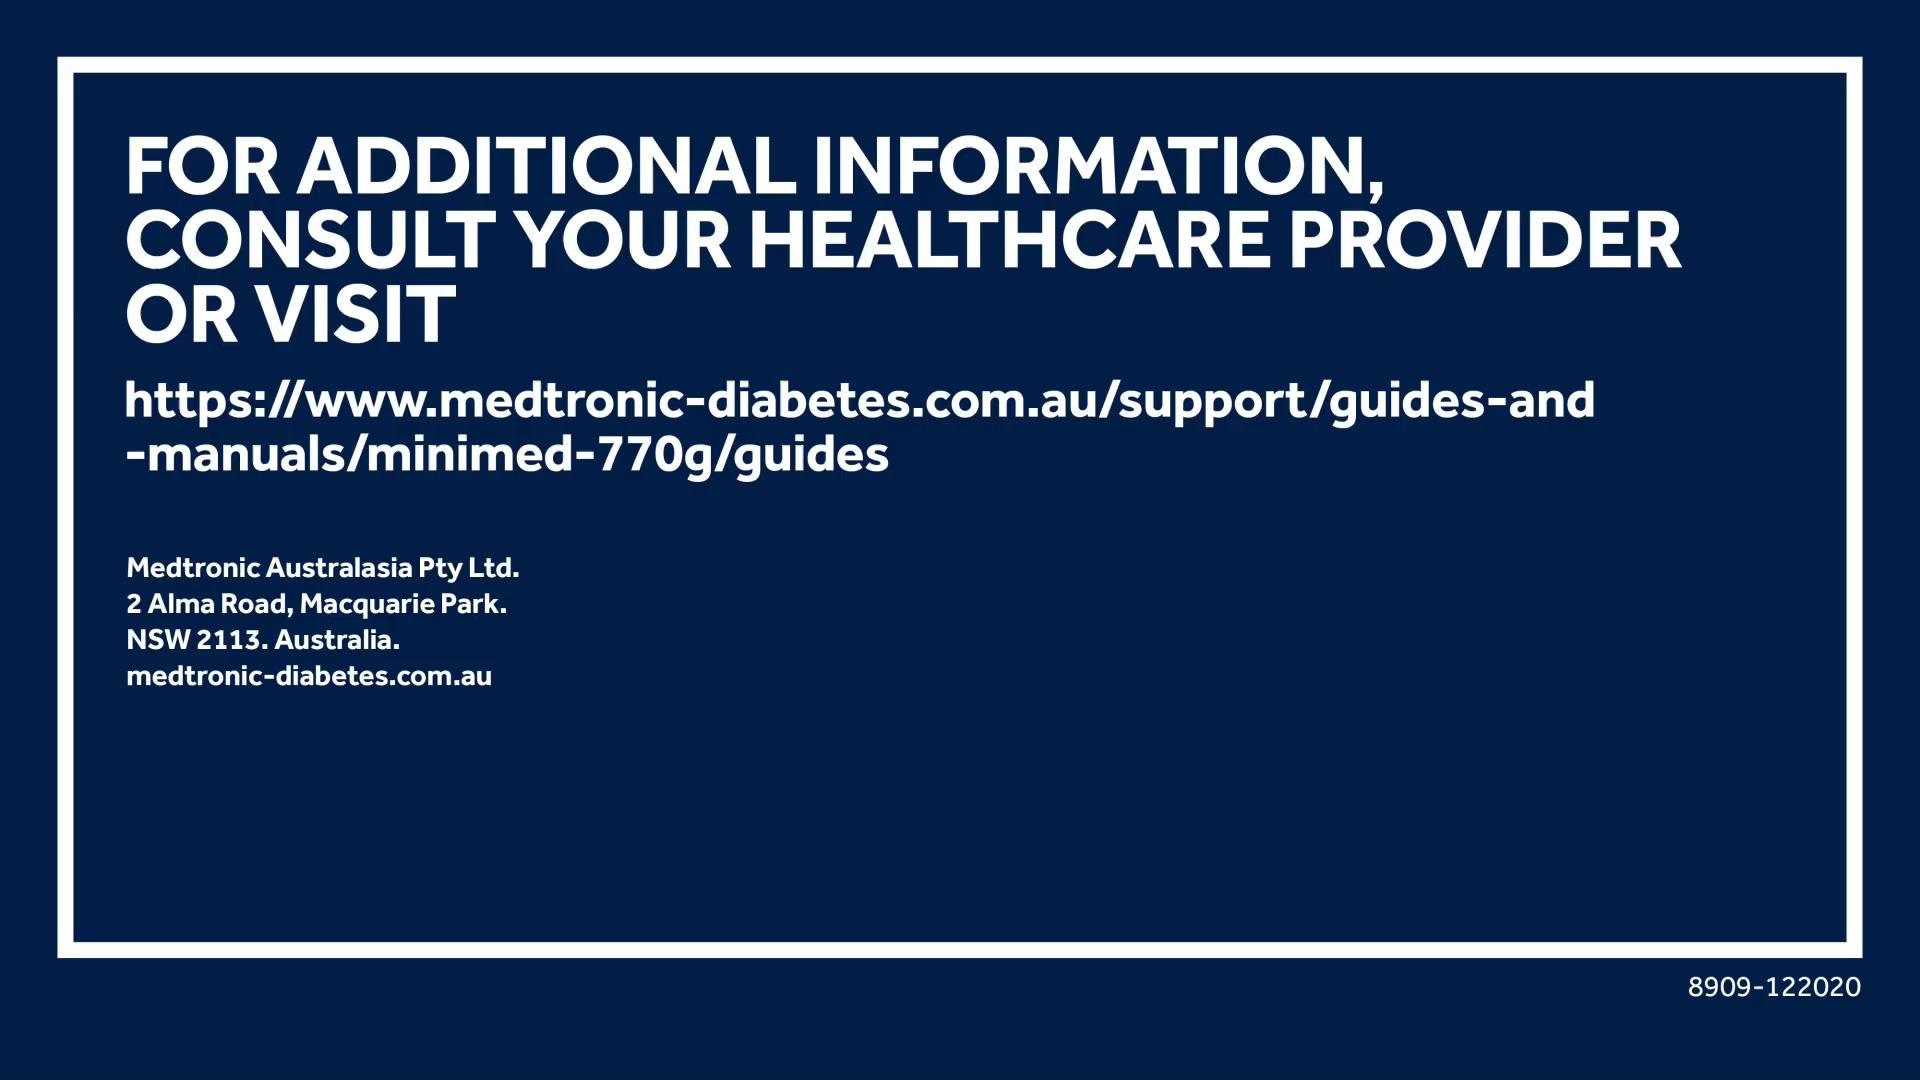 FOR ADDITIONAL INFORMATION,
CONSULT YOUR HEALTHCARE PROVIDER
OR VISIT
https://www.medtronic-diabetes.com.au/support/guides-and
-manuals/minimed-770g/guides
Medtronic Australasia Pty Ltd.
2 Alma Road, Macquarie Park.
NSW 2113. Australia.
medtronic-diabetes.com.au
8909-122020